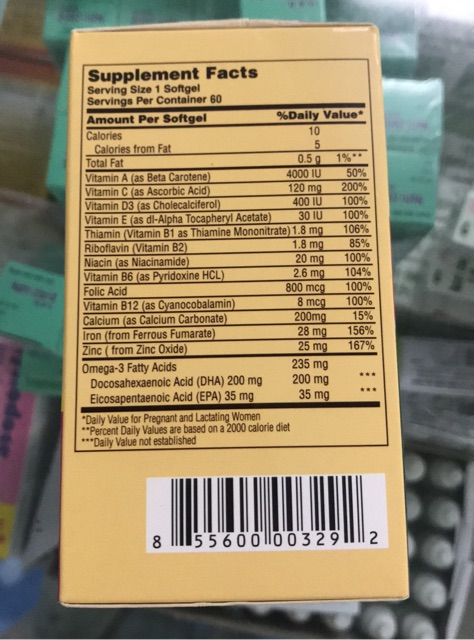 Supplement Facts
Serving Size 1 Softgel
Servings Per Container 60
Amount Per Softgel %Daily Value*
Calories 10
Calories from Fat 5
Total Fat 0.5 g 1%**
Vitamin A (as Beta Carotene) 4000 IU 50%
Vitamin C (as Ascorbic Acid) 120 mg 200%
Vitamin D3 (as Cholecalciferol) 400 IU 100%
Vitamin E (as dl-Alpha Tocapheryl Acetate) 30 IU 100%
Thiamin (Vitamin B1 as Thiamine Mononitrate) 1.8 mg 106%
Riboflavin (Vitamin B2) 1.8 mg 85%
Niacin (as Niacinamide) 20 mg 100%
Vitamin B6 (as Pyridoxine HCL) 2.6 mg 104%
Folic Acid 800 mcg 100%
Vitamin B12 (as Cyanocobalamin) 8 mcg 100%
Calcium (as Calcium Carbonate) 200mg 15%
Iron (from Ferrous Fumarate) 28 mg 156%
Zinc ( from Zinc Oxide) 25 mg 167%
Omega-3 Fatty Acids 235 mg
Docosahexaenoic Acid (DHA) 200 mg 200 mg ***
Eicosapentaenoic Acid (EPA) 35 mg 35 mg ***
*Daily Value for Pregnant and Lactating Women
**Percent Daily Values are based on a 2000 calorie diet
***Daily Value not established
8 55600 00329 2